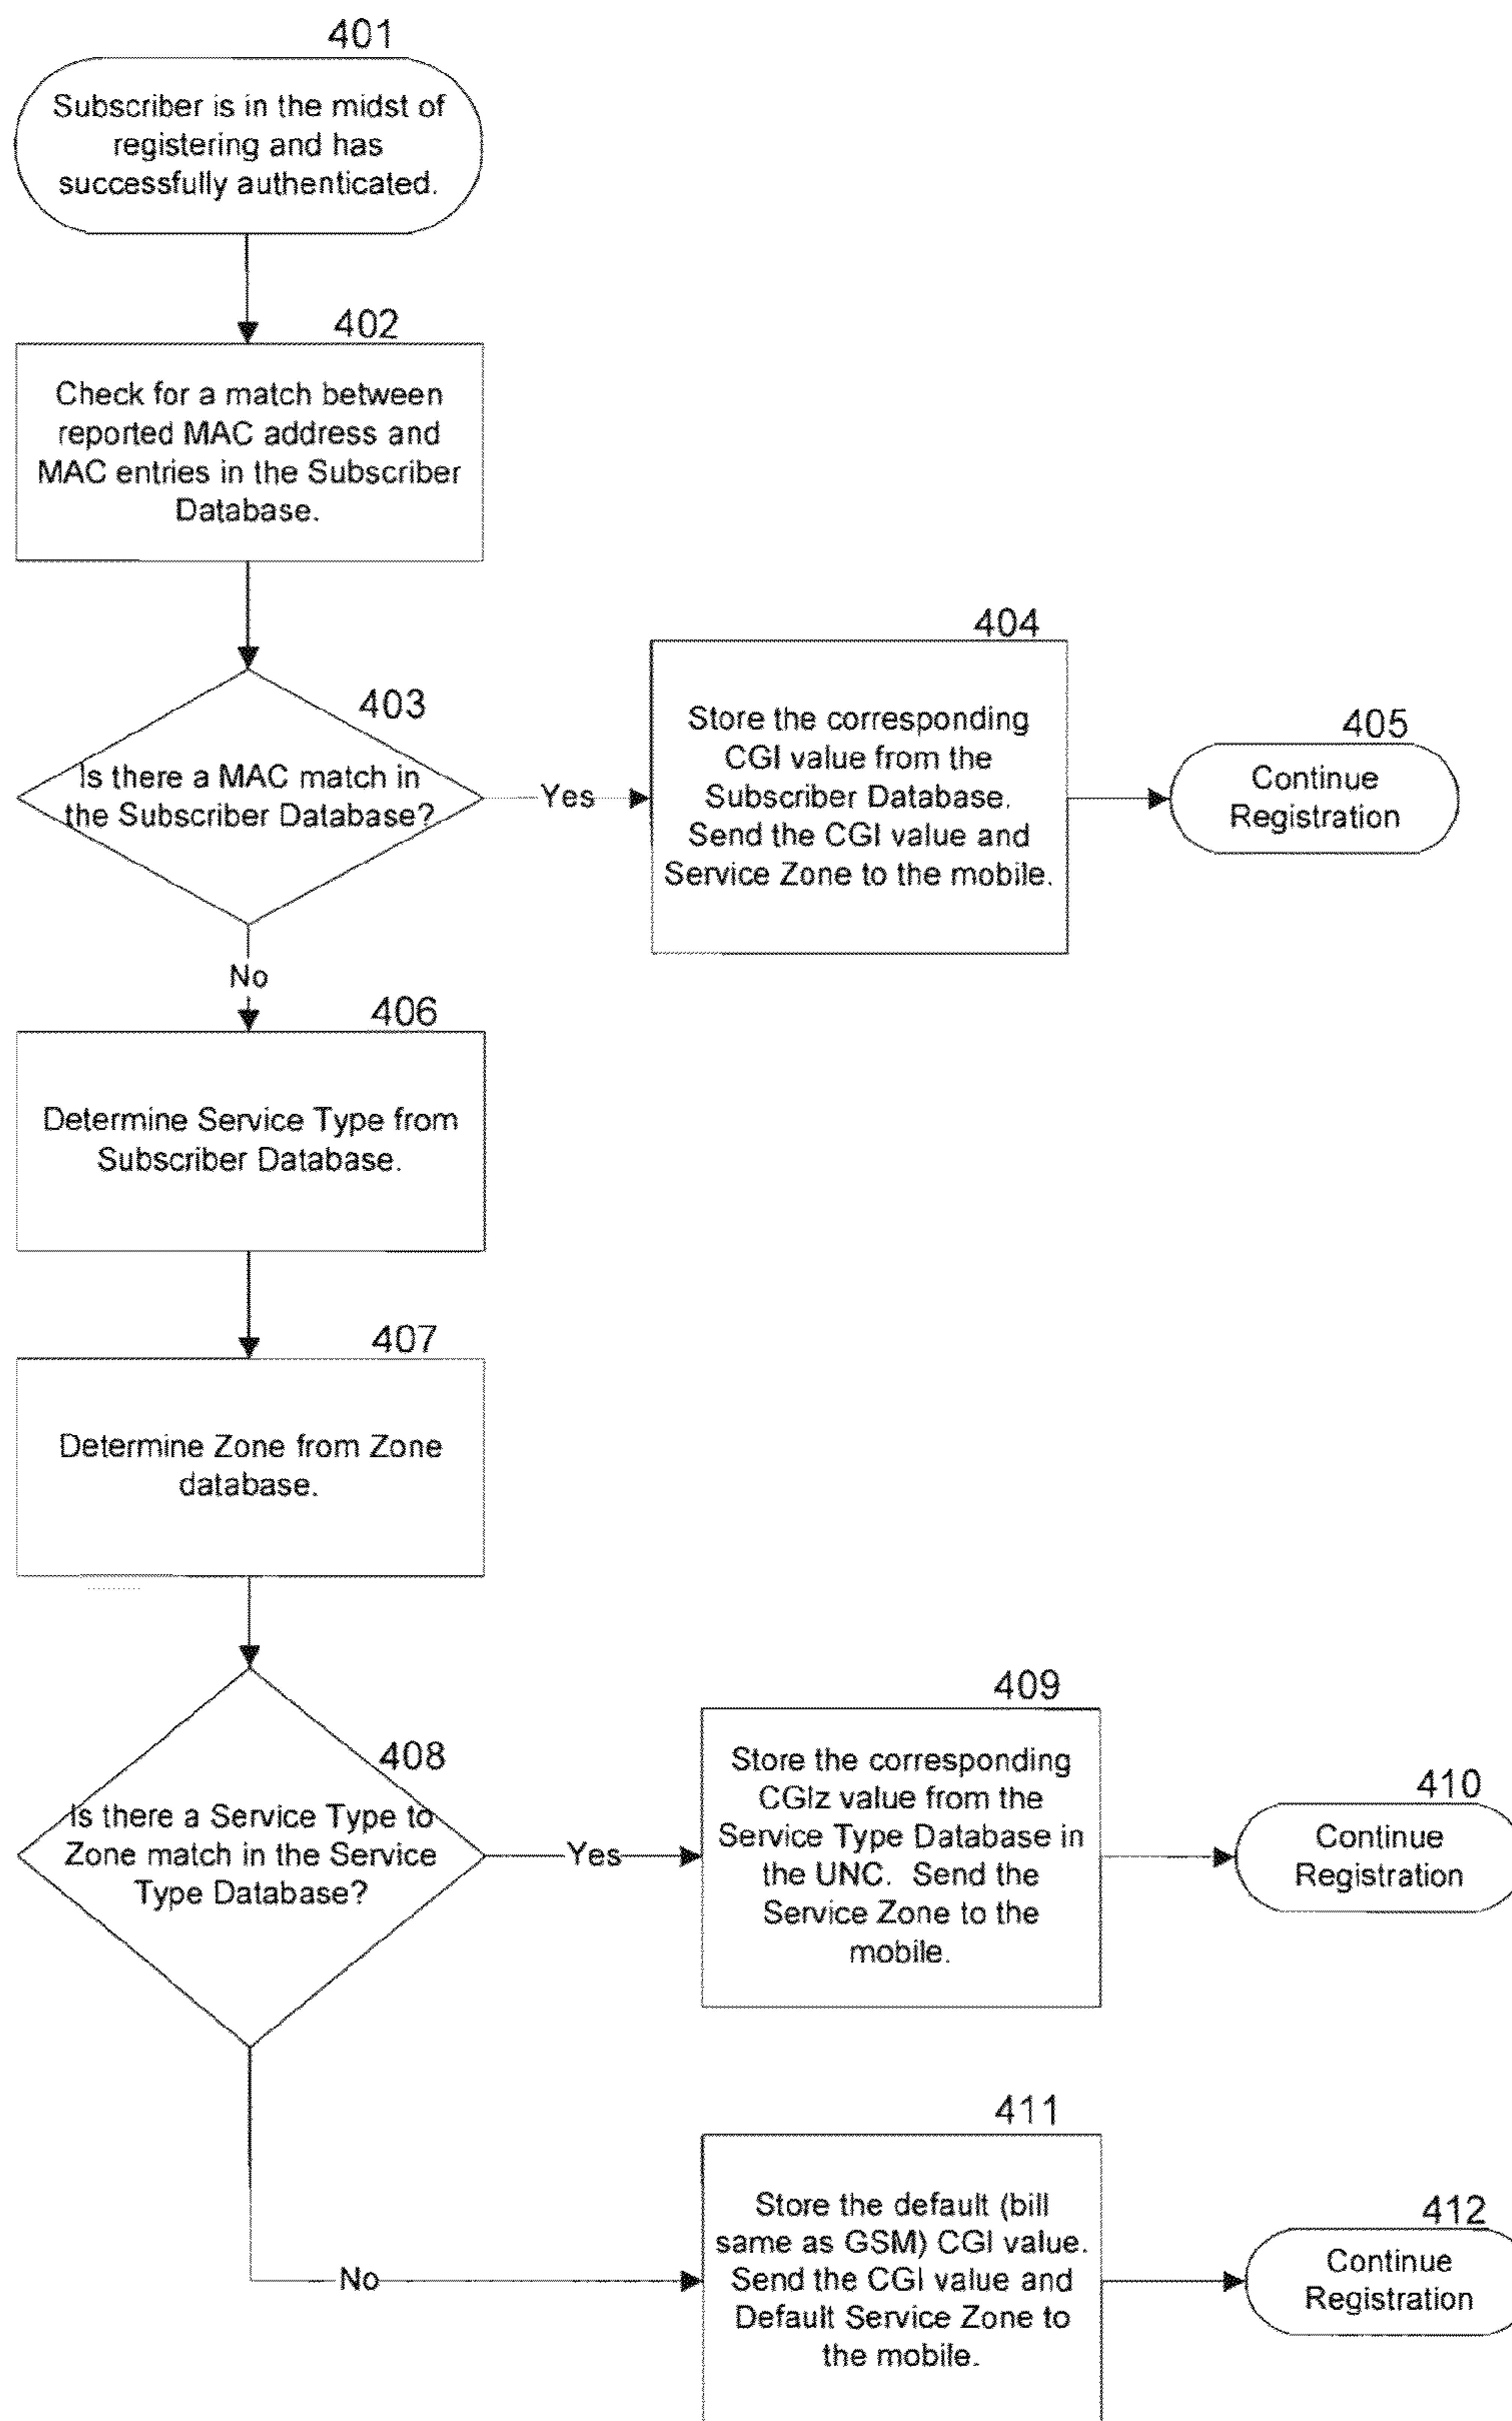 401
Subscriber is in the midst of
registering and has
successfully authenticated.
402
Check for a match between
reported MAC address and
MAC entries in the Subscriber
Database.
403
Is there a MAC match in
the Subscriber Database?
Yes
404
Store the corresponding
CGI value from the
Subscriber Database.
Send the CGI value and
Service Zone to the mobile.
405
Continue
Registration
No
406
Determine Service Type from
Subscriber Database.
407
Determine Zone from Zone
database.
408
Is there a Service Type to
Zone match in the Service
Type Database?
Yes
409
Store the corresponding
CGIz value from the
Service Type Database in
the UNC.  Send the
Service Zone to the
mobile.
410
Continue
Registration
No
411
Store the default (bill
same as GSM) CGI value.
Send the CGI value and
Default Service Zone to
the mobile.
412
Continue
Registration